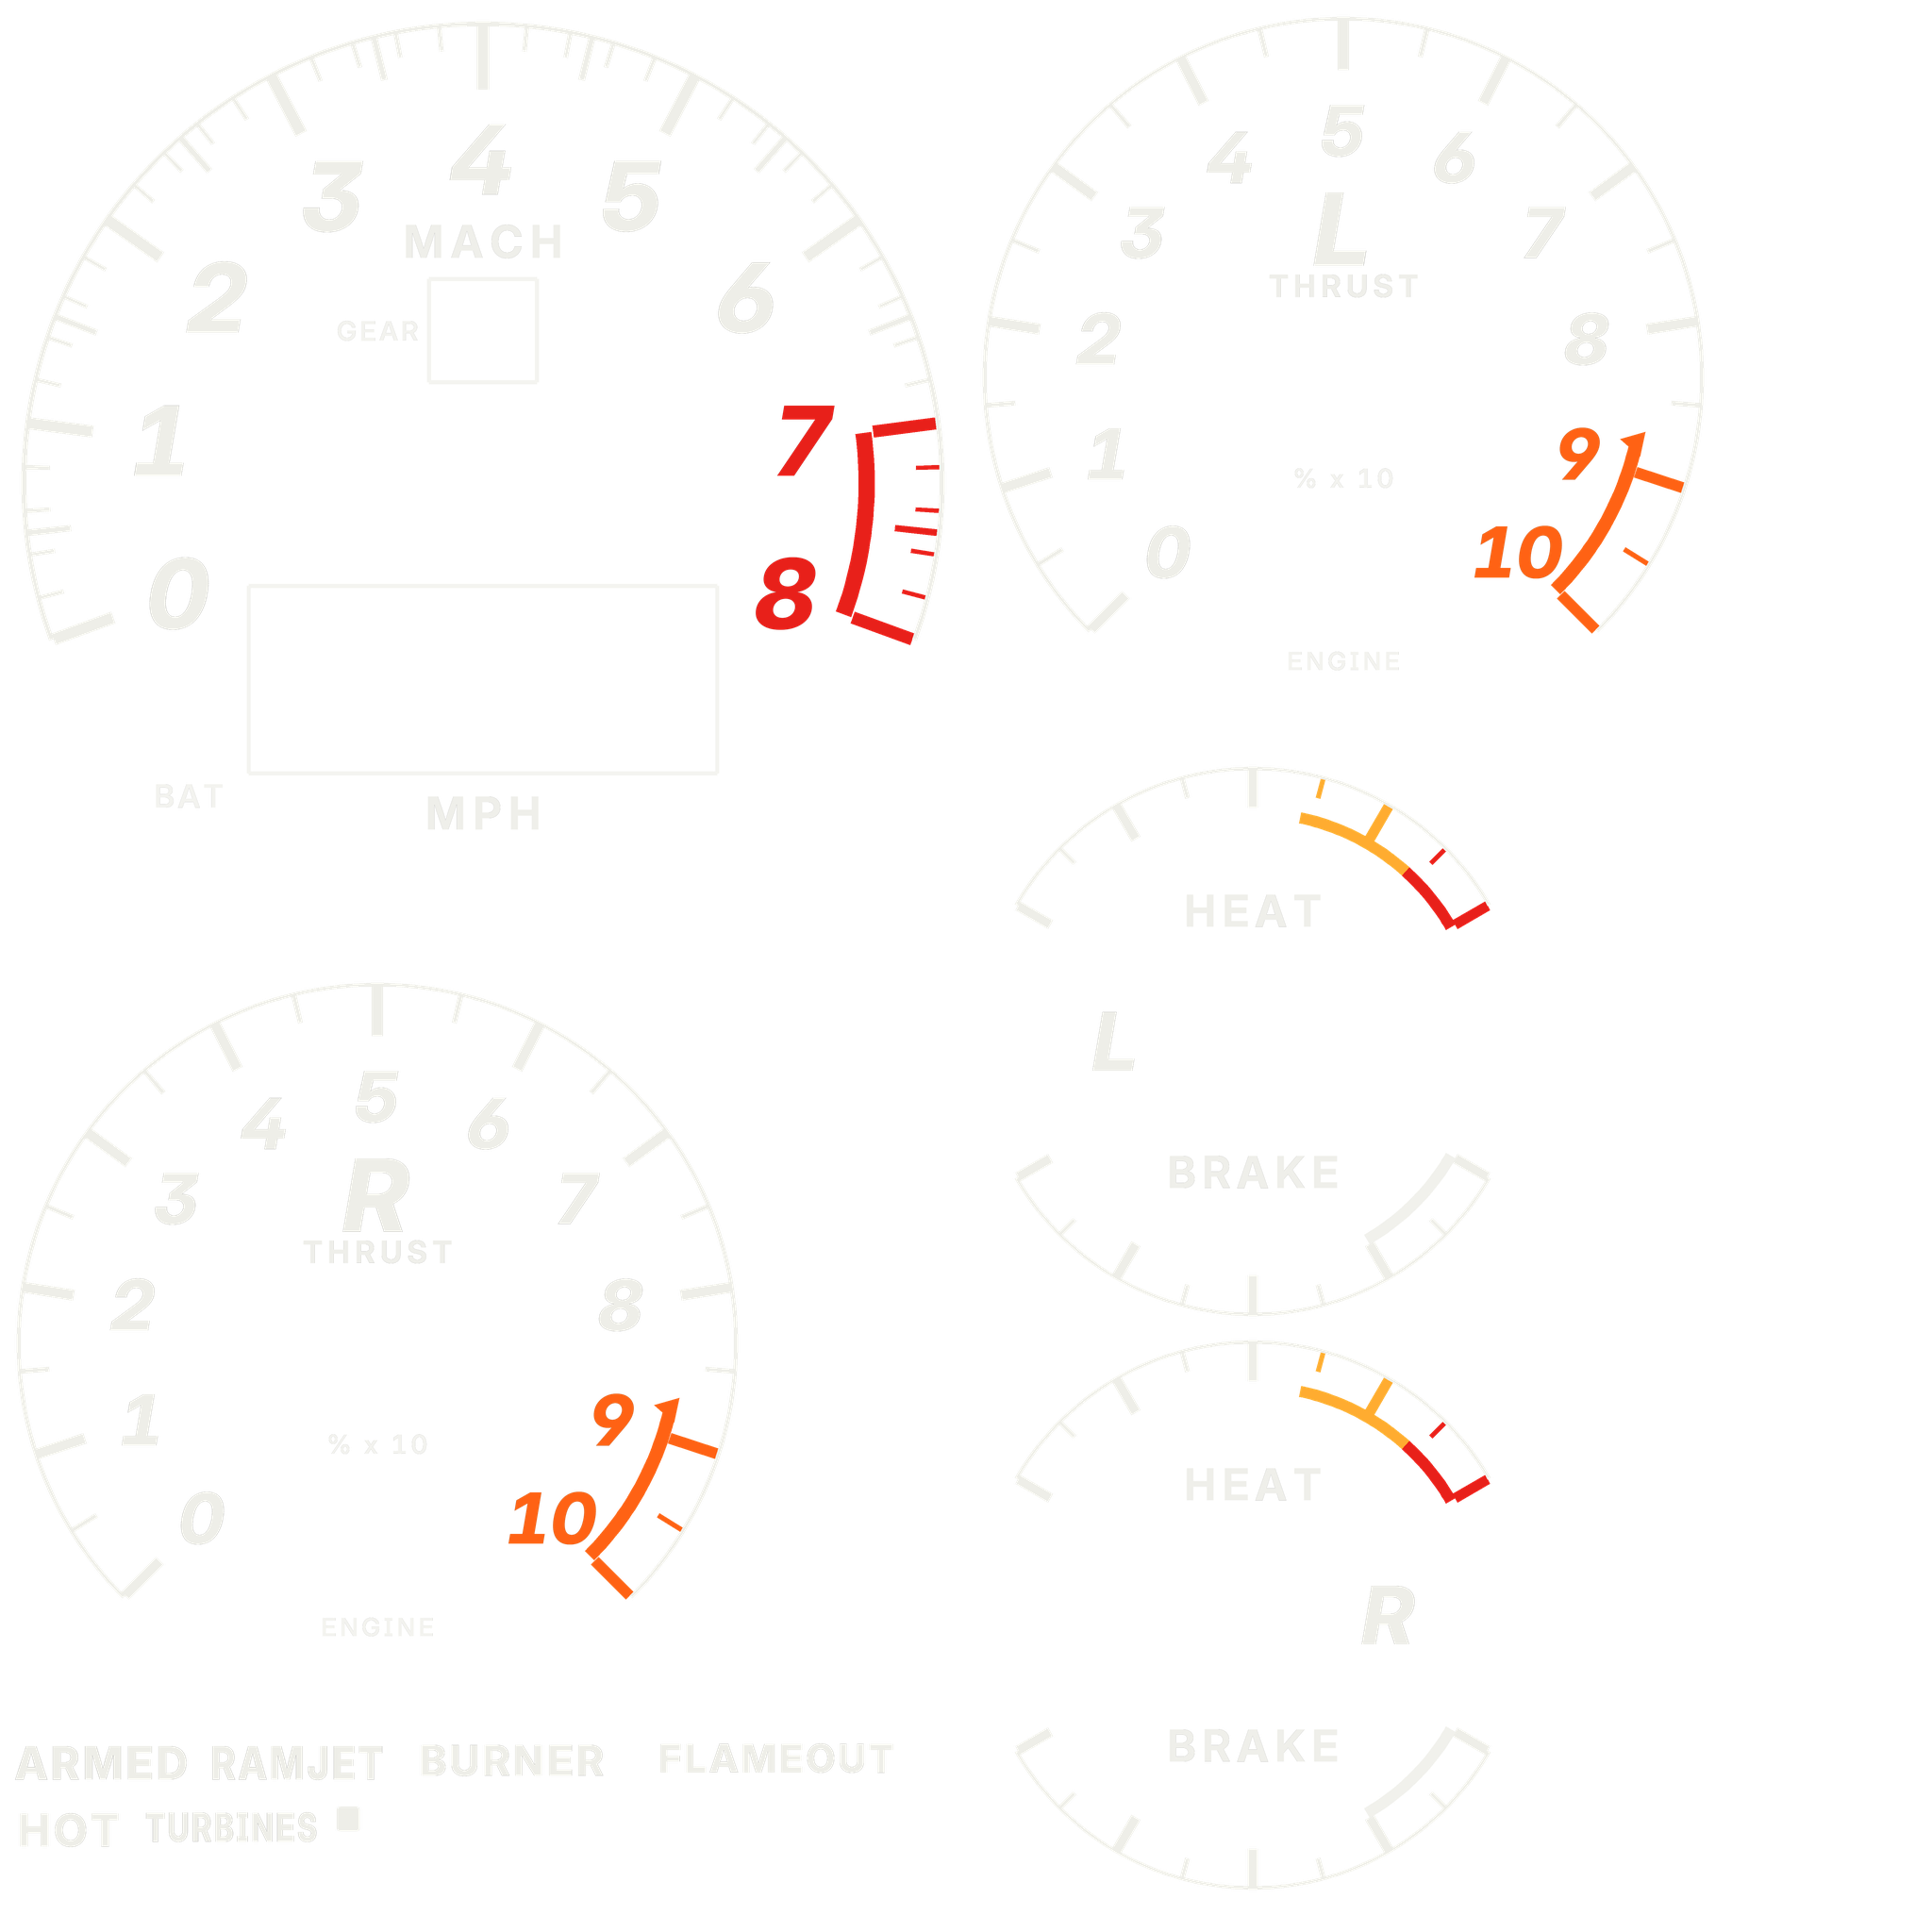 0 1 2 3 4 5 6 7 8
MACH
GEAR
BAT
MPH
0 1 2 3 4 5 6 7 8 9 10
L
THRUST
% x 10
ENGINE
HEAT
L
BRAKE
0 1 2 3 4 5 6 7 8 9 10
R
THRUST
% x 10
ENGINE
HEAT
R
BRAKE
ARMED RAMJET BURNER FLAMEOUT
HOT TURBINES